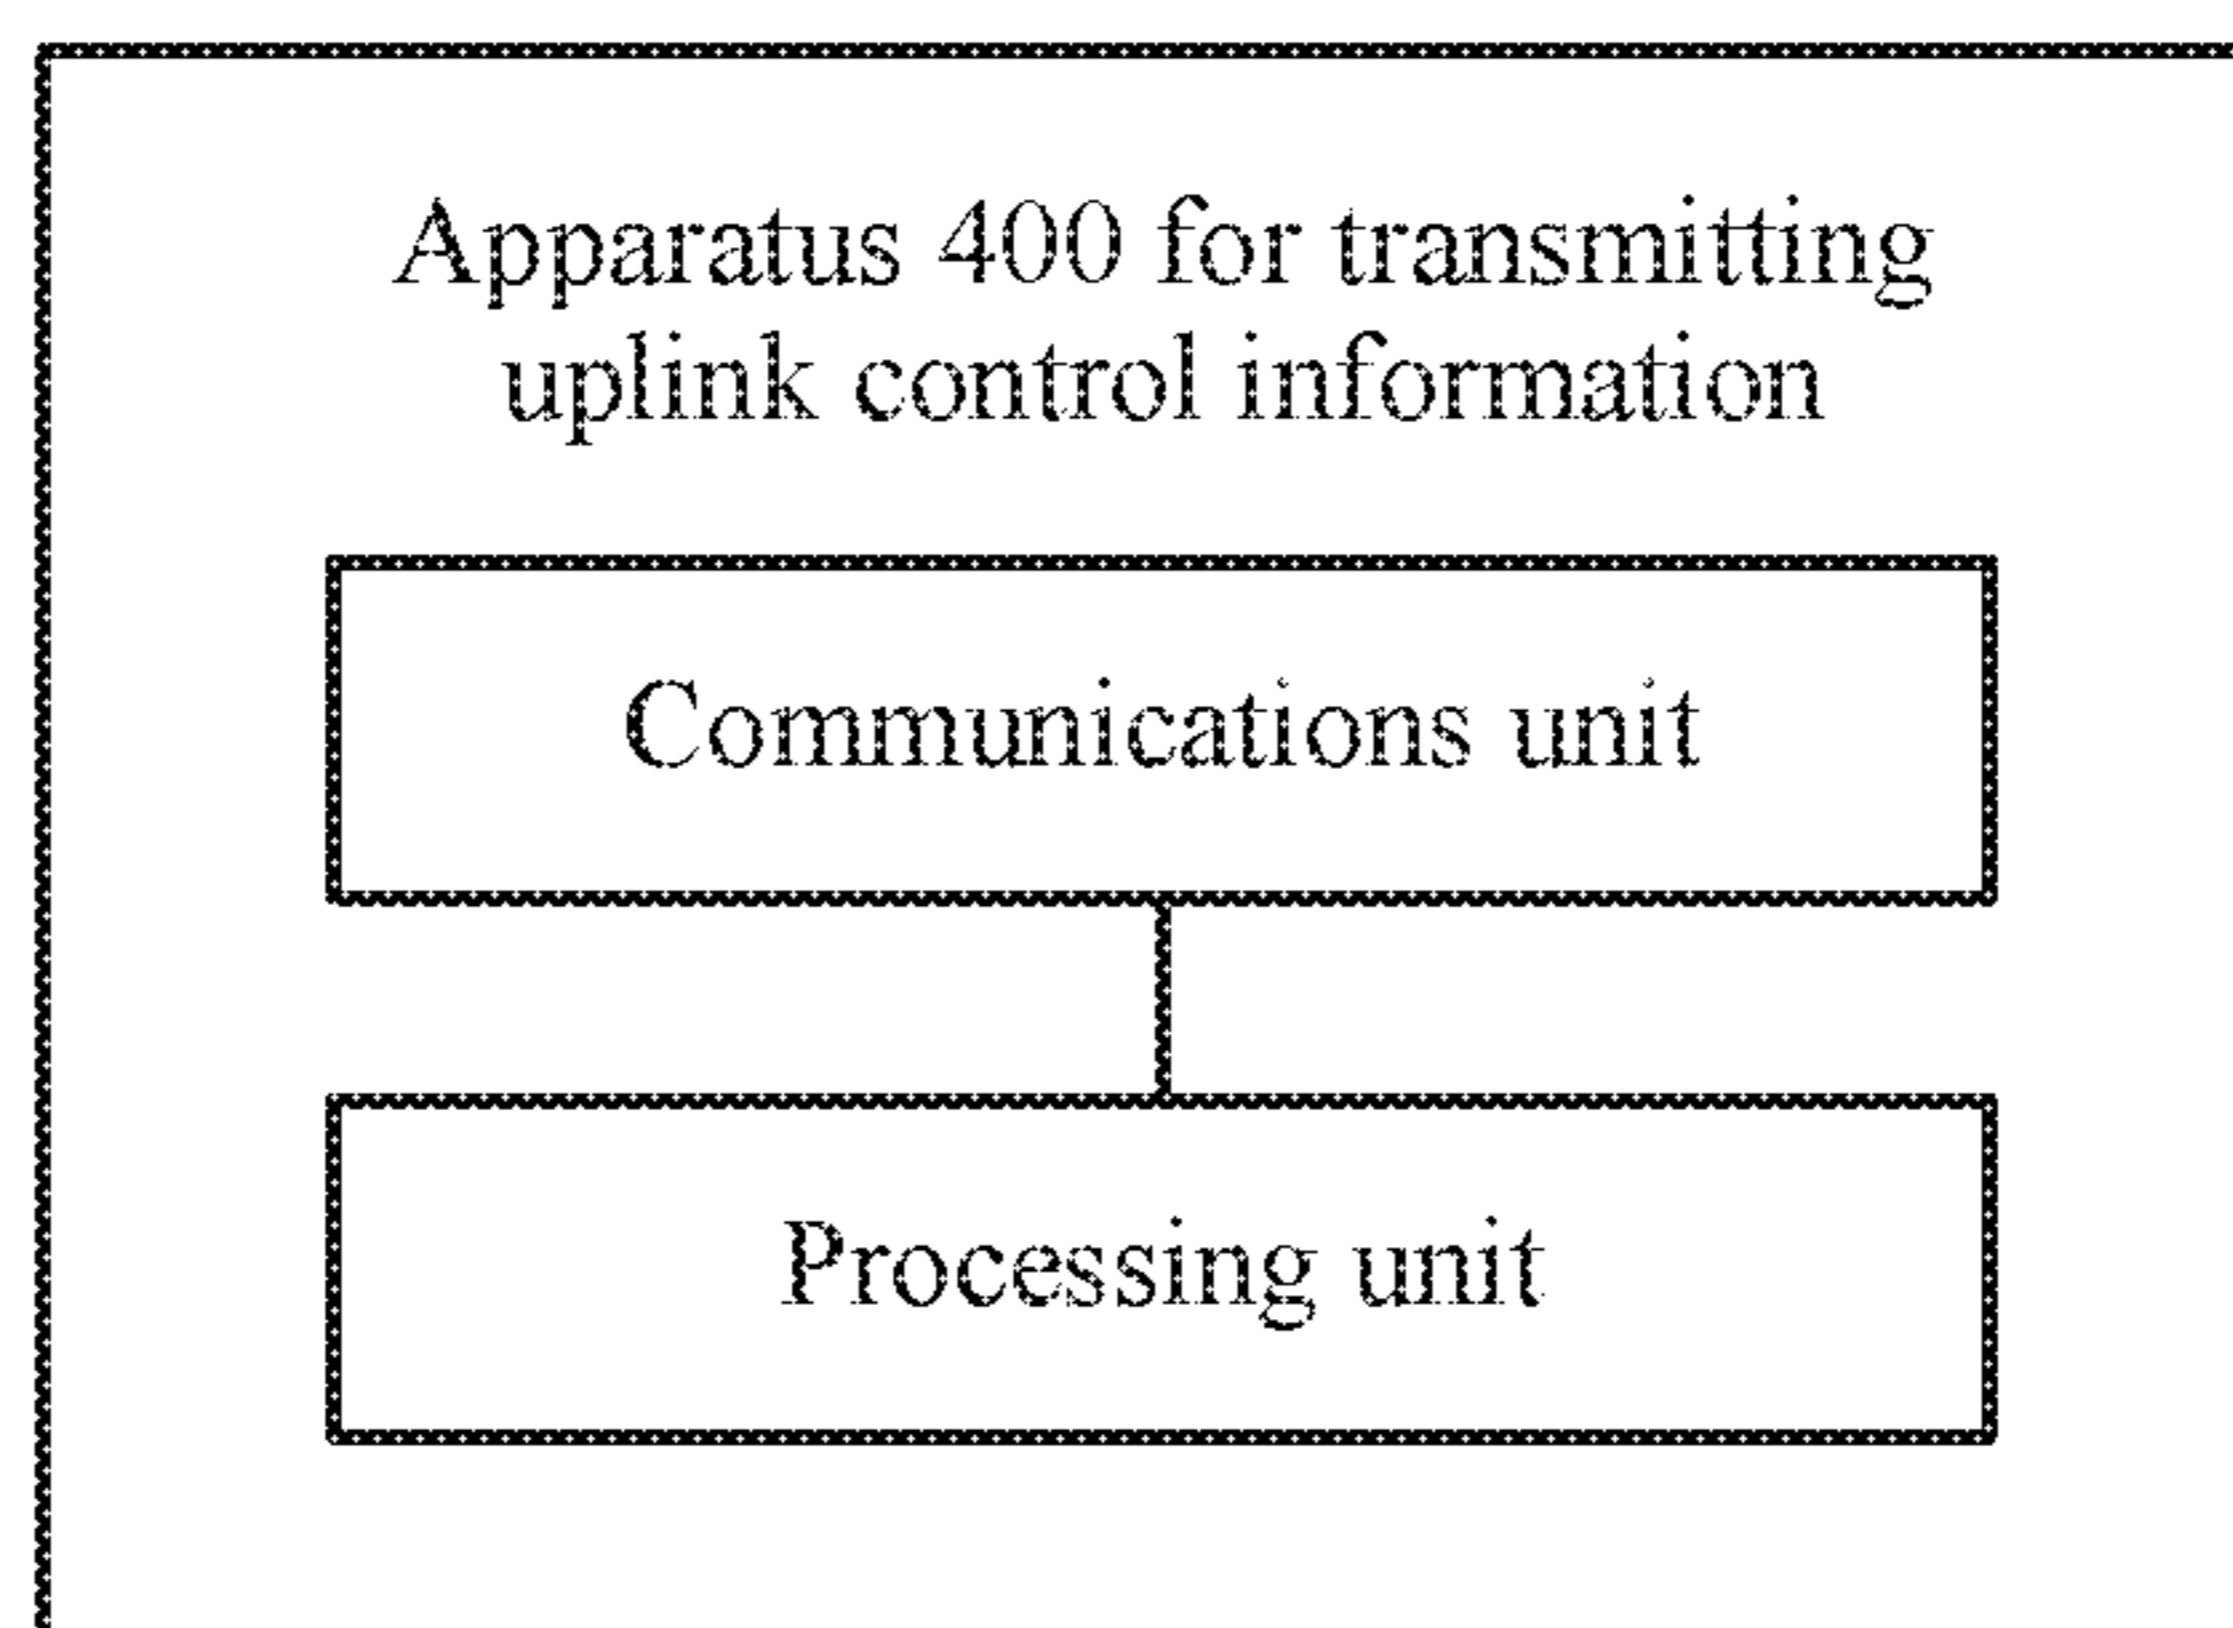 Apparatus 400 for transmitting
uplink control information
Communications unit
Processing unit